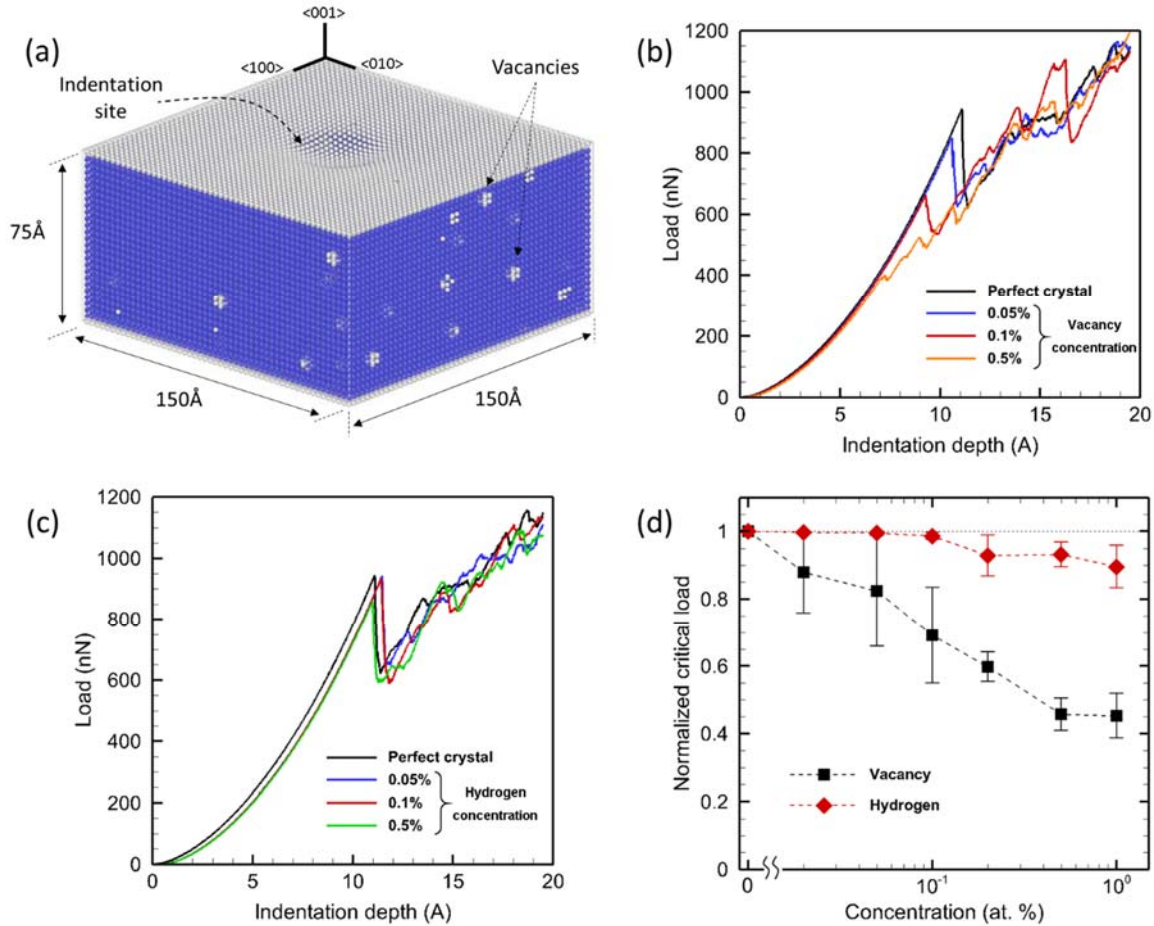 (a)
<001>
<100>
<010>
Indentation
site
Vacancies
75Å
150Å
150Å
(b)
1200
1000
800
600
400
200
0
Load (nN)
0 5 10 15 20
Indentation depth (A)
Perfect crystal
0.05%
0.1%
0.5%
Vacancy
concentration
(c)
1200
1000
800
600
400
200
0
Load (nN)
0 5 10 15 20
Indentation depth (A)
Perfect crystal
0.05%
0.1%
0.5%
Hydrogen
concentration
(d)
1
0.8
0.6
0.4
0.2
0
Normalized critical load
0 10⁻¹ 10⁰
Concentration (at. %)
Vacancy
Hydrogen